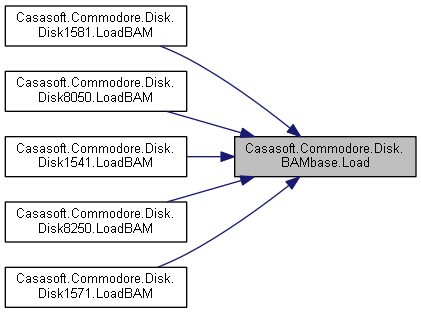 Casasoft.Commodore.Disk.
Disk1581.LoadBAM
Casasoft.Commodore.Disk.
Disk8050.LoadBAM
Casasoft.Commodore.Disk.
Disk1541.LoadBAM
Casasoft.Commodore.Disk.
Disk8250.LoadBAM
Casasoft.Commodore.Disk.
Disk1571.LoadBAM
Casasoft.Commodore.Disk.
BAMbase.Load